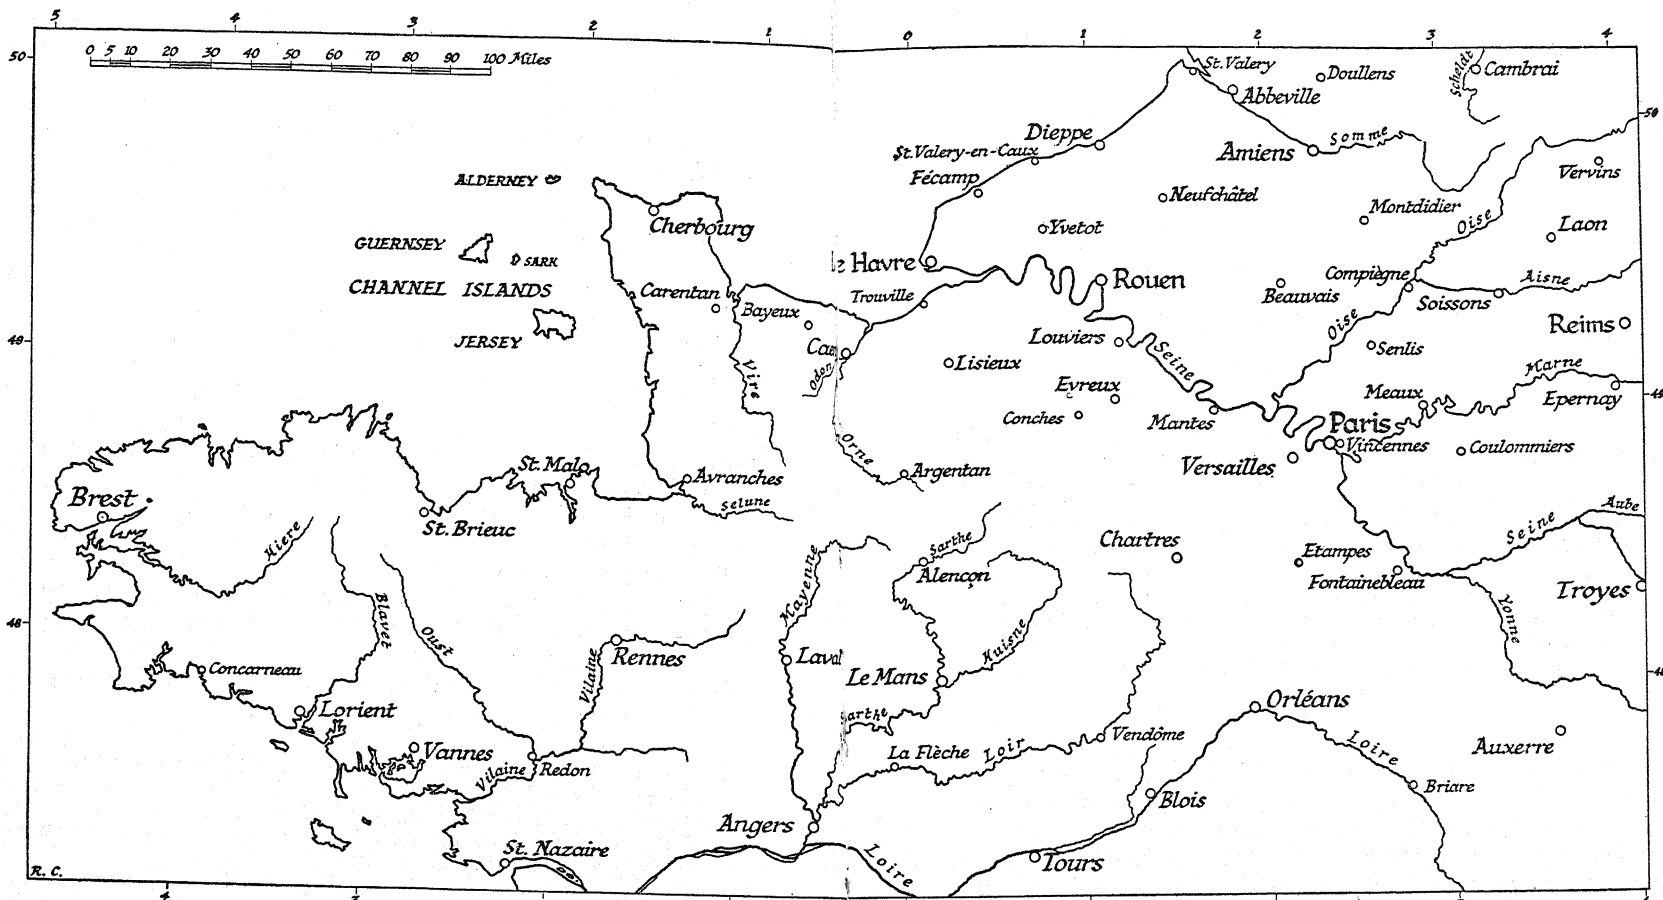 5 4 3 2 1 0 1 2 3 4
50
0 5 10 20 30 40 50 60 70 80 90 100 Miles
St. Valery
Doullens
Scheldt
Cambrai
Abbeville
50
Dieppe
Somme
St. Valery-en-Caux
Amiens
Fécamp
Vervins
ALDERNEY
Neufchâtel
Montdidier
Oise
Laon
Cherbourg
Yvetot
GUERNSEY
SARK
Havre
Rouen
Compiègne
Aisne
CHANNEL ISLANDS
Carentan
Trouville
Beauvais
Soissons
Bayeux
Oise
Reims
49
JERSEY
Louviers
Senlis
Odon
Lisieux
Seine
Marne
Vire
Evreux
Meaux
Epernay
Conches
Mantes
Paris
Vincennes
Coulommiers
Orne
St. Malo
Avranches
Argentan
Versailles
Brest
Selune
St. Brieuc
Aube
Hiere
Seine
Sarthe
Chartres
Etampes
Mayenne
Alençon
Fontainebleau
Troyes
48
Blavet
Oust
Yonne
Huisne
Rennes
Laval
Concarneau
Vilaine
Le Mans
Lorient
Orléans
Vannes
La Flèche
Loir
Vendôme
Loire
Auxerre
Vilaine
Redon
Briare
Blois
Angers
St. Nazaire
Loire
Tours
R. C.
4